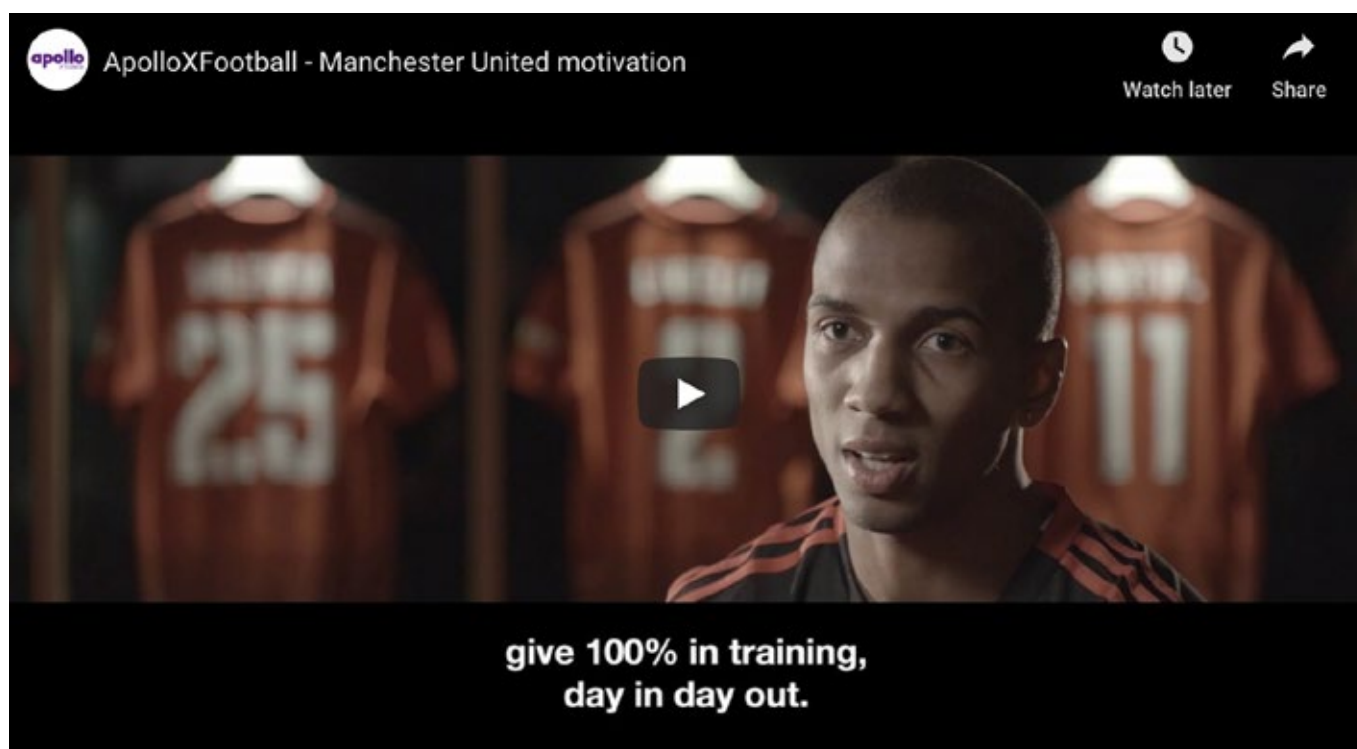 apollo
ApolloXFootball - Manchester United motivation
Watch later
Share
25
11
give 100% in training,
day in day out.